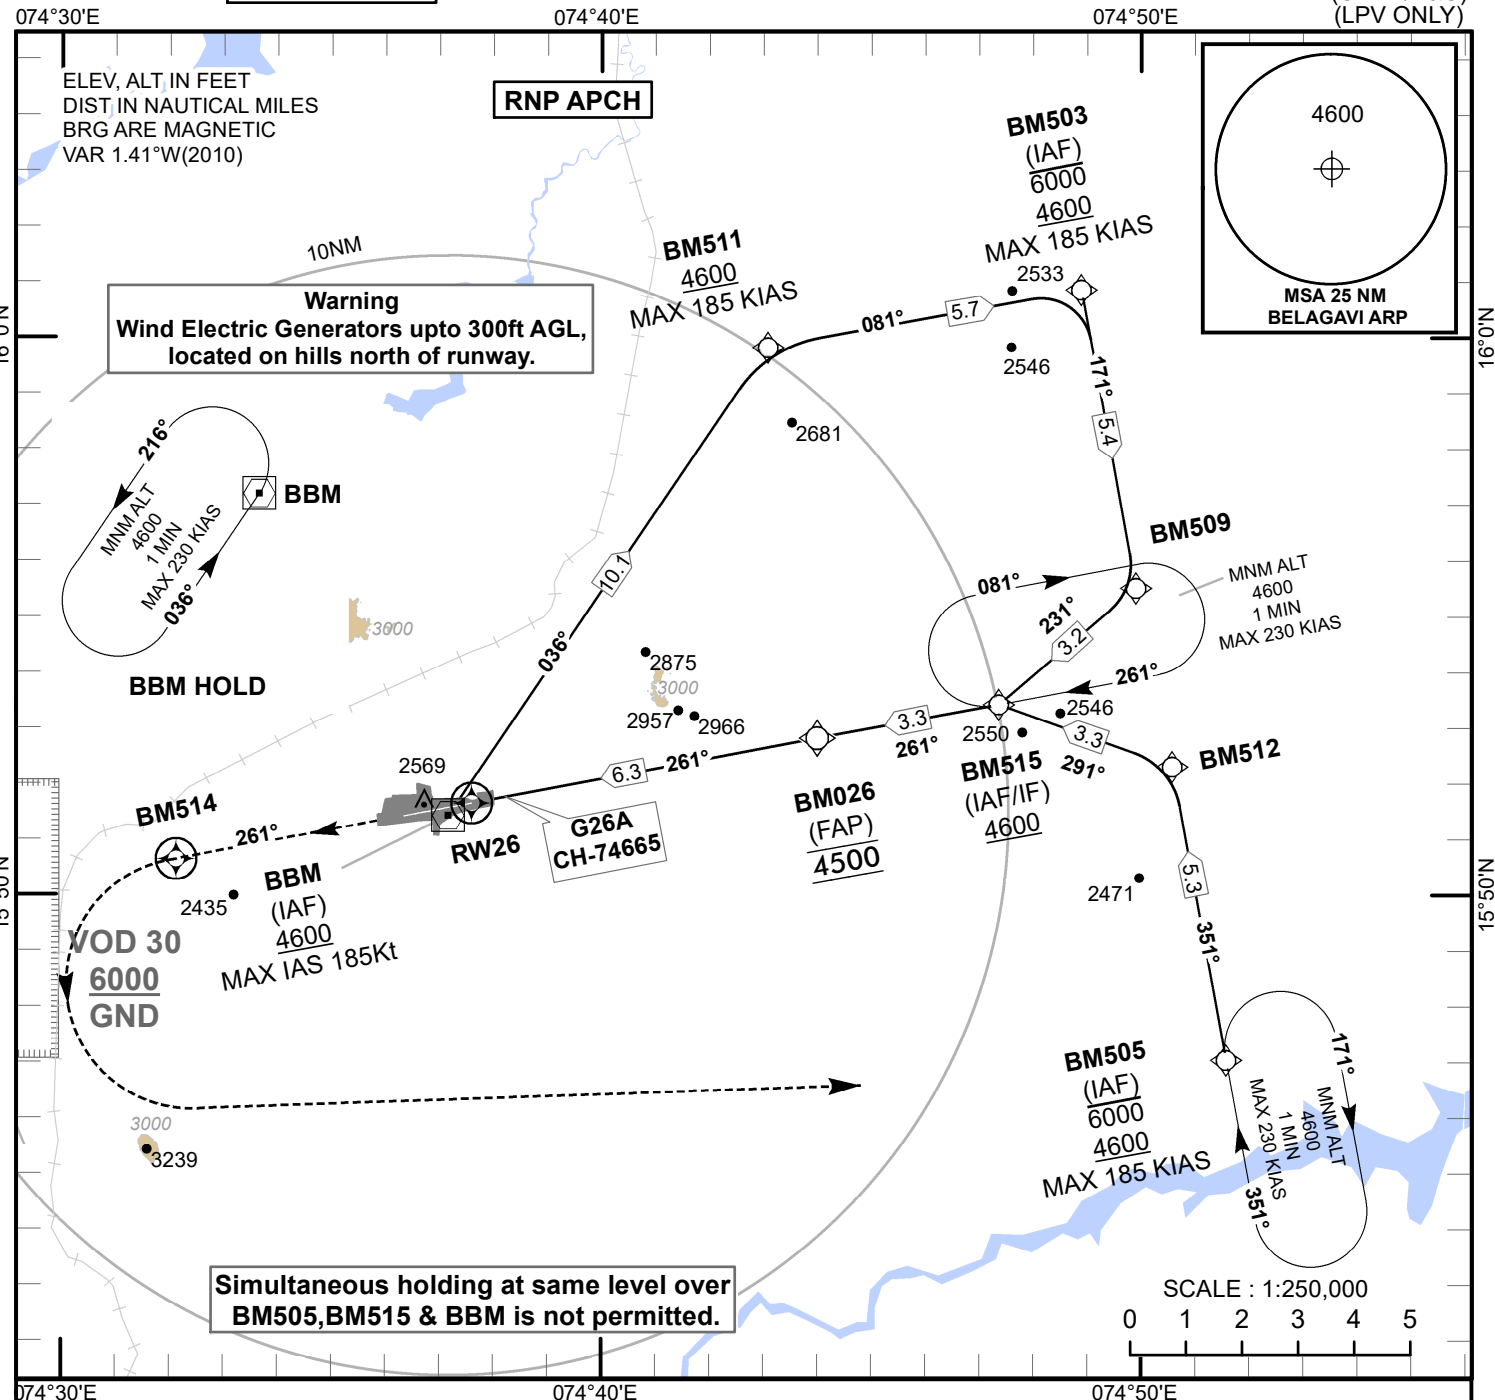 074°30'E
074°40'E
074°50'E
(LPV ONLY)
ELEV, ALT IN FEET
DIST IN NAUTICAL MILES
BRG ARE MAGNETIC
VAR 1.41°W(2010)
RNP APCH
4600
MSA 25 NM
BELAGAVI ARP
BM503
(IAF)
6000
4600
MAX 185 KIAS
2533
2546
BM511
4600
MAX 185 KIAS
10NM
Warning
Wind Electric Generators upto 300ft AGL,
located on hills north of runway.
081°
5.7
171°
5.4
2681
16°0'N
216°
MNM ALT
4600
1 MIN
MAX 230 KIAS
036°
BBM
BBM HOLD
3000
10.1
036°
BM509
081°
231°
3.2
MNM ALT
4600
1 MIN
MAX 230 KIAS
261°
2875
3000
2957
2966
2546
2550
3.3
261°
3.3
291°
BM512
BM515
(IAF/IF)
4600
6.3
261°
BM026
(FAP)
4500
2569
BM514
261°
RW26
G26A
CH-74665
BBM
(IAF)
4600
MAX IAS 185Kt
2435
2471
5.3
351°
15°50'N
VOD 30
6000
GND
BM505
(IAF)
6000
4600
MAX 185 KIAS
171°
MNM ALT
4600
1 MIN
MAX 230 KIAS
351°
3000
3239
Simultaneous holding at same level over
BM505,BM515 & BBM is not permitted.
SCALE : 1:250,000
0 1 2 3 4 5
074°30'E
074°40'E
074°50'E